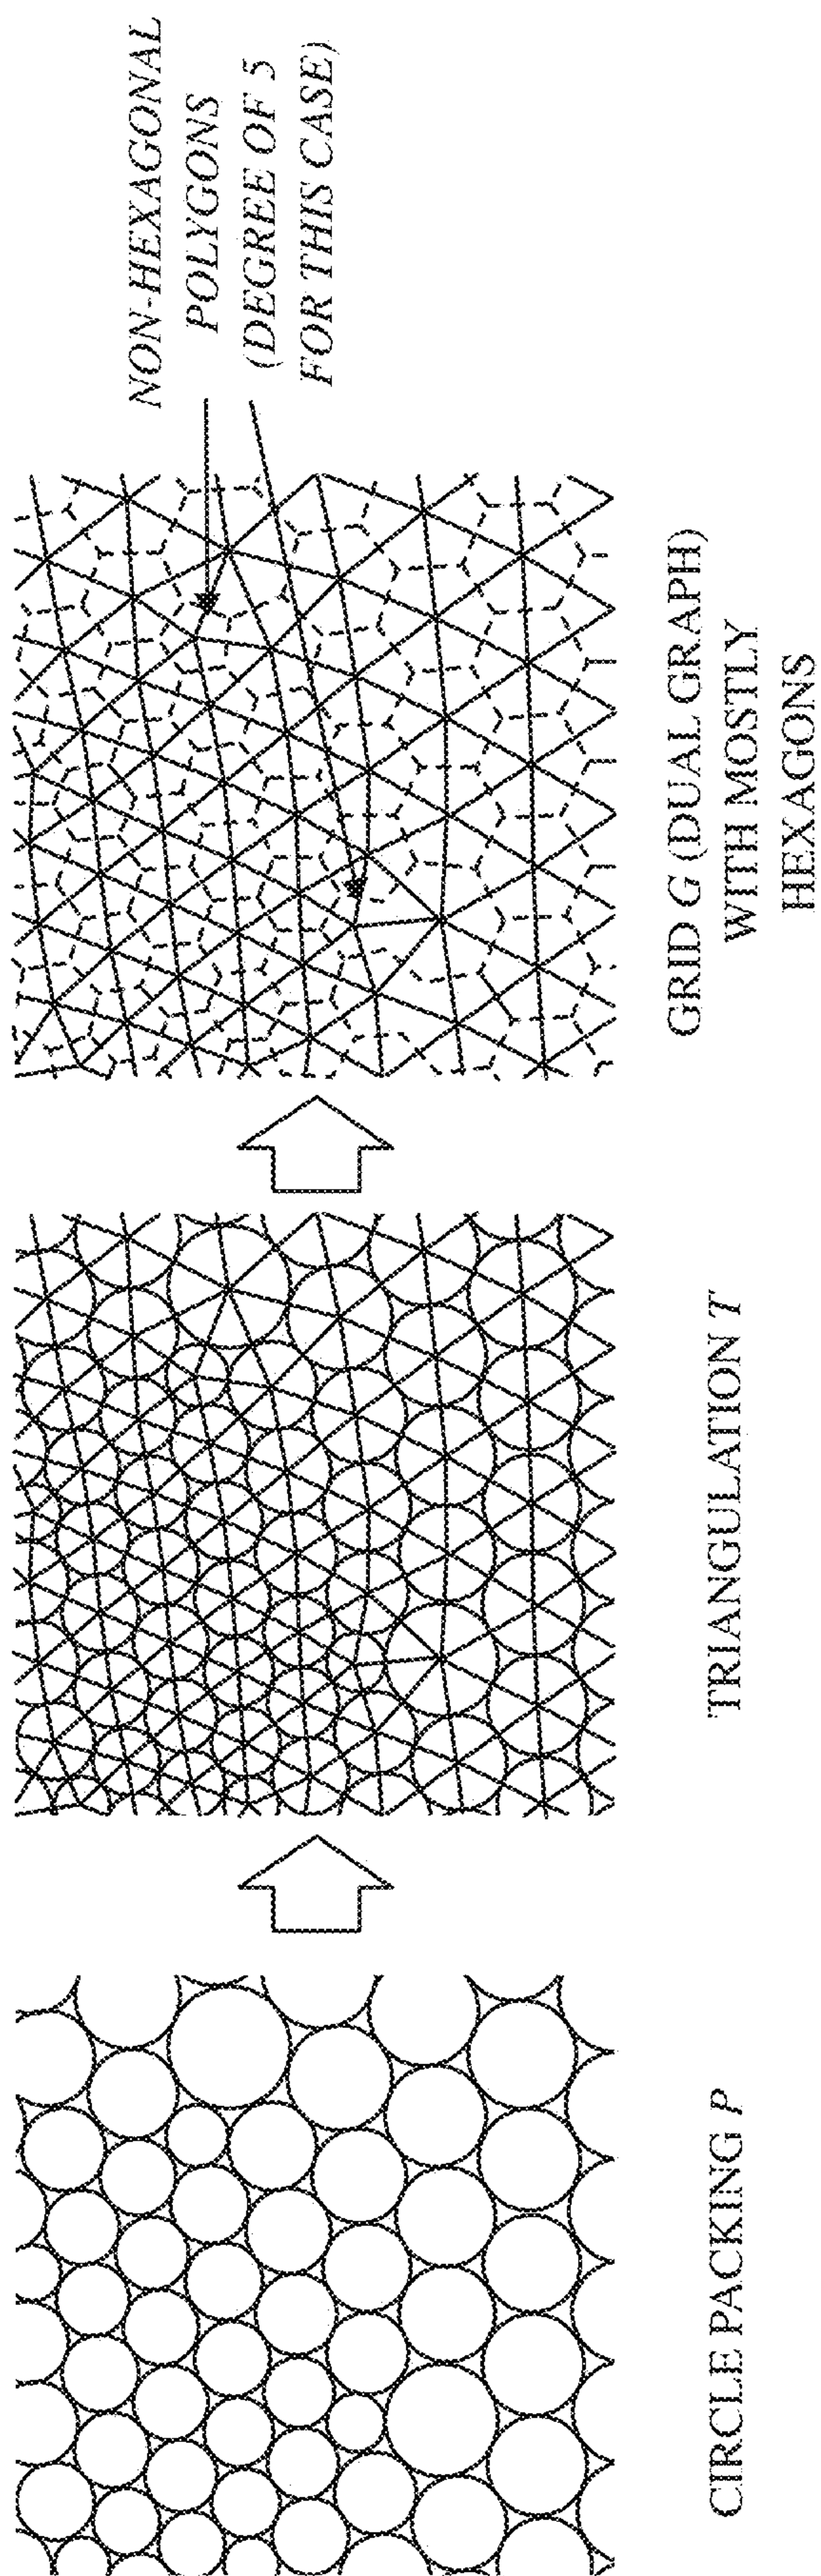 CIRCLE PACKING P
TRIANGULATION T
GRID G (DUAL GRAPH)
WITH MOSTLY
HEXAGONS
NON-HEXAGONAL
POLYGONS
(DEGREE OF 5
FOR THIS CASE)